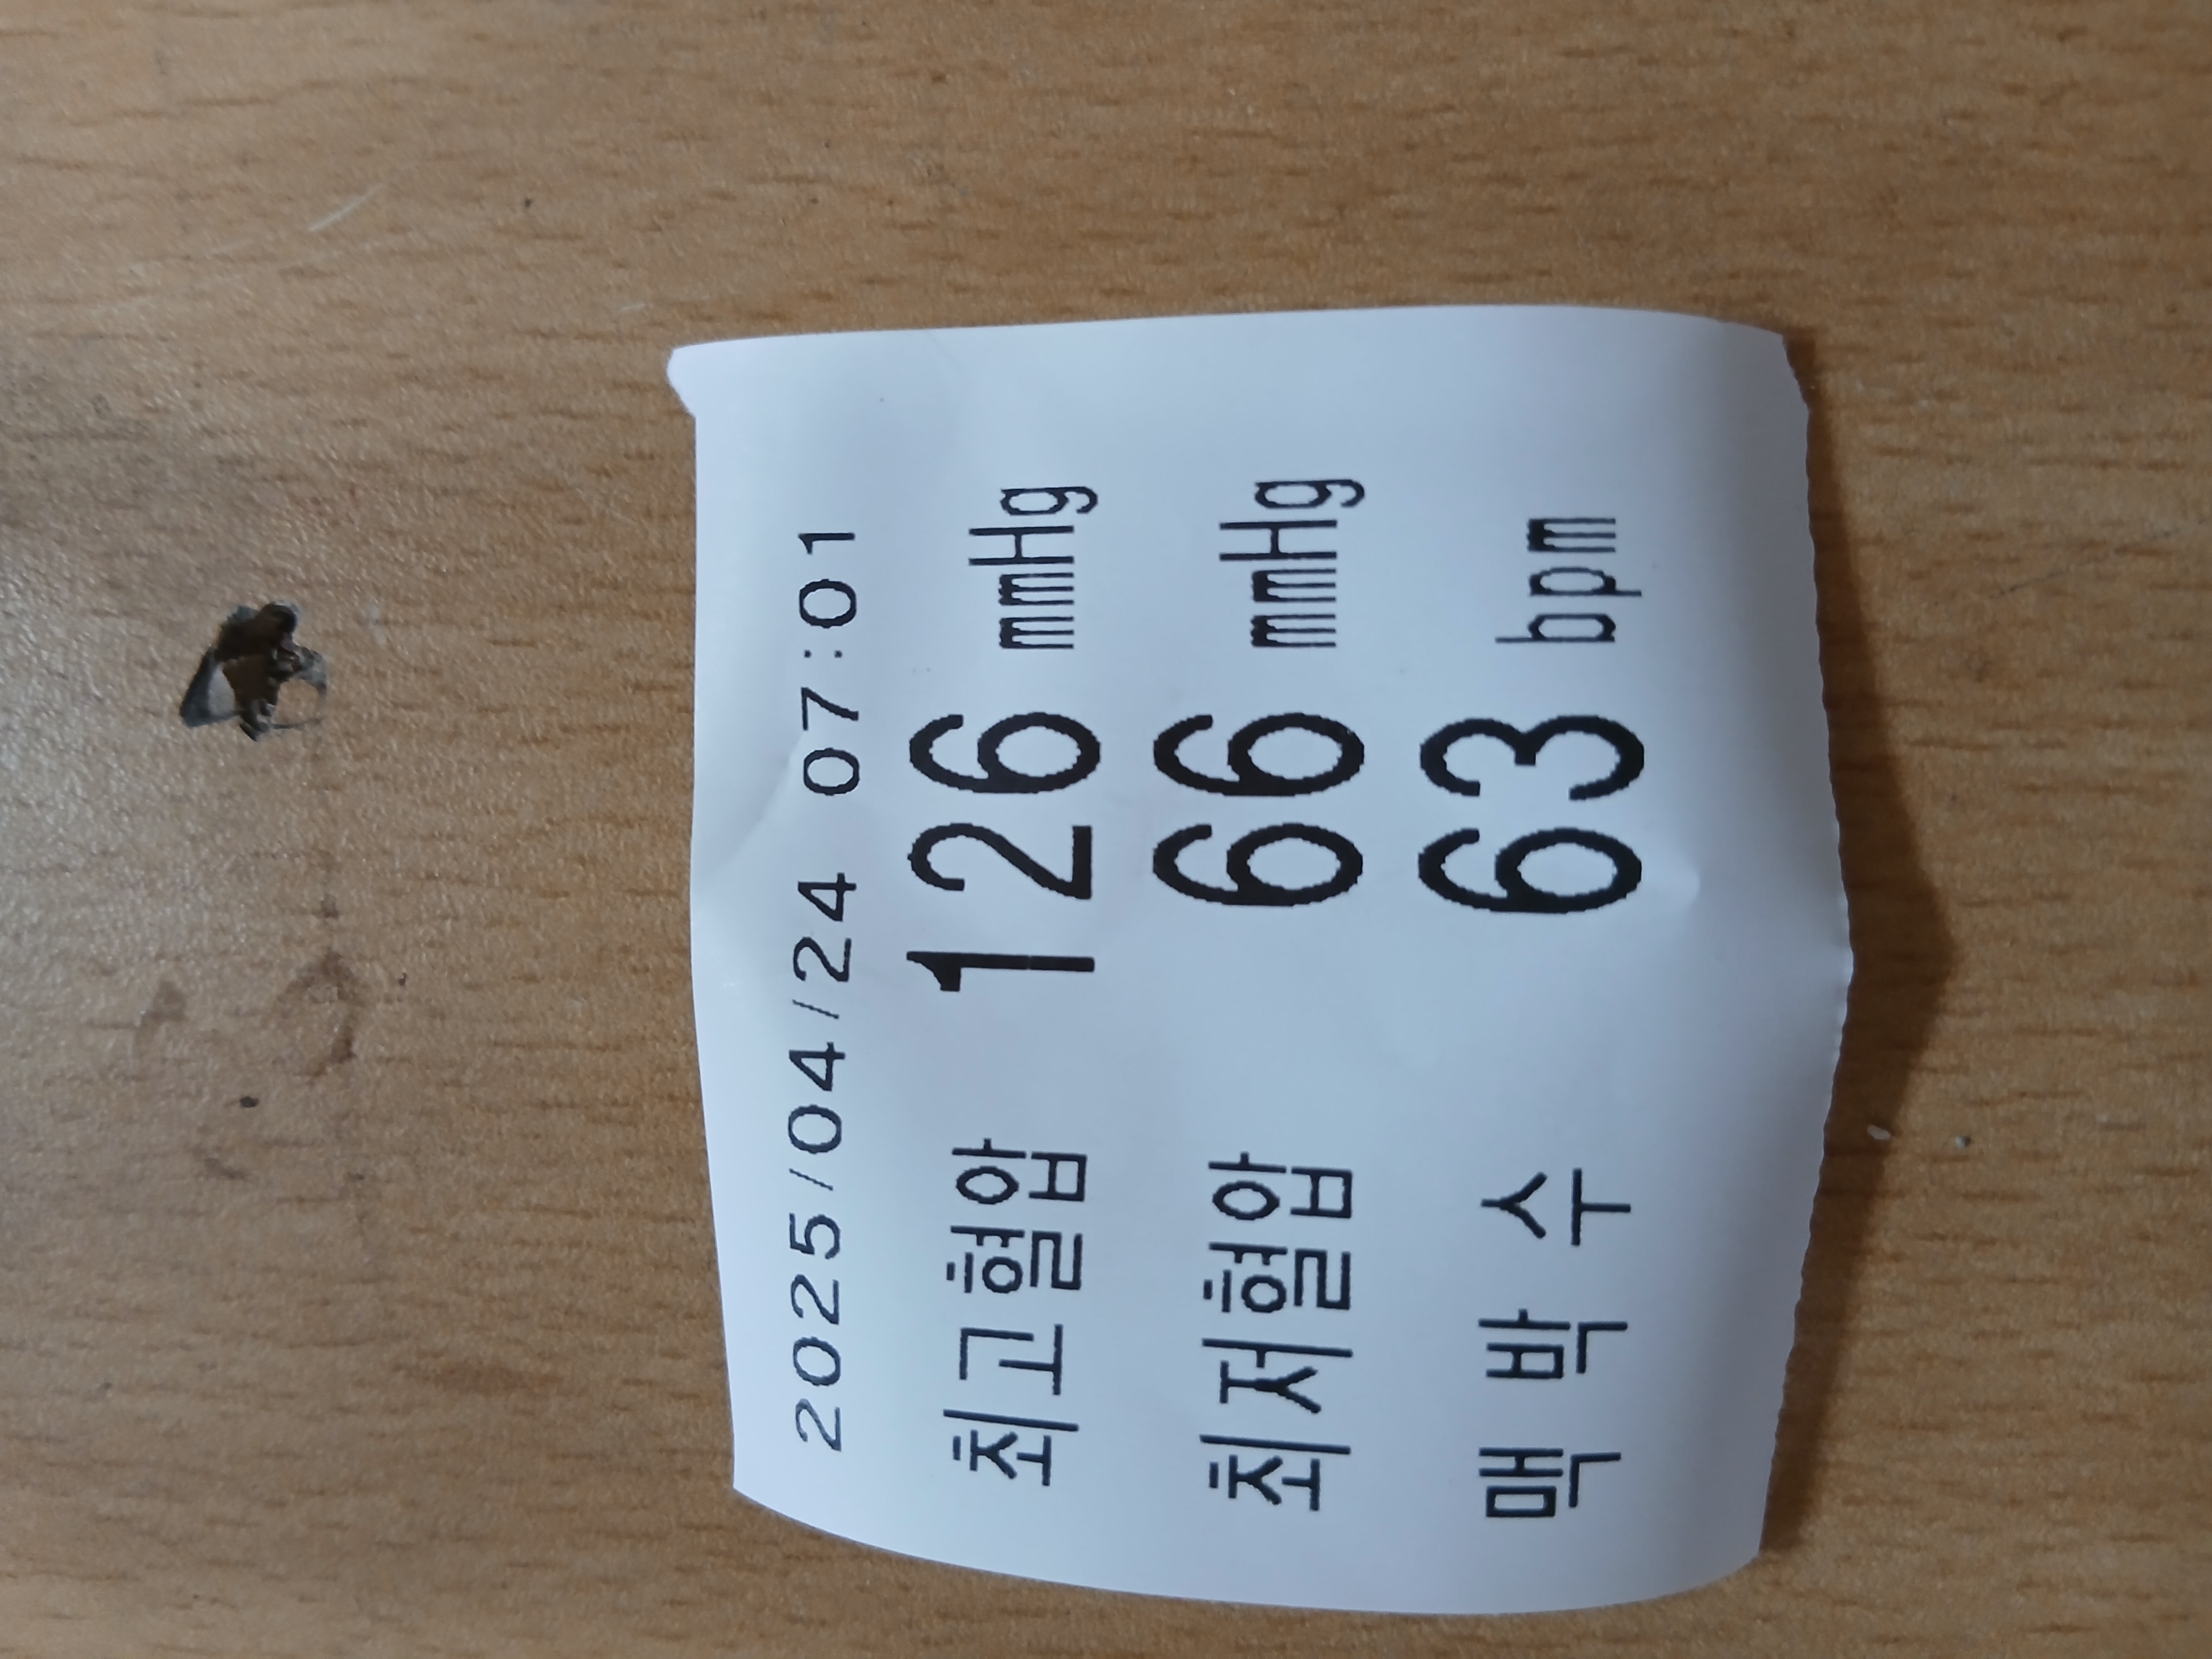 2025/04/24 07:01
최고혈압 126 mmHg
최저혈압 66 mmHg
맥 박 수 63 bpm